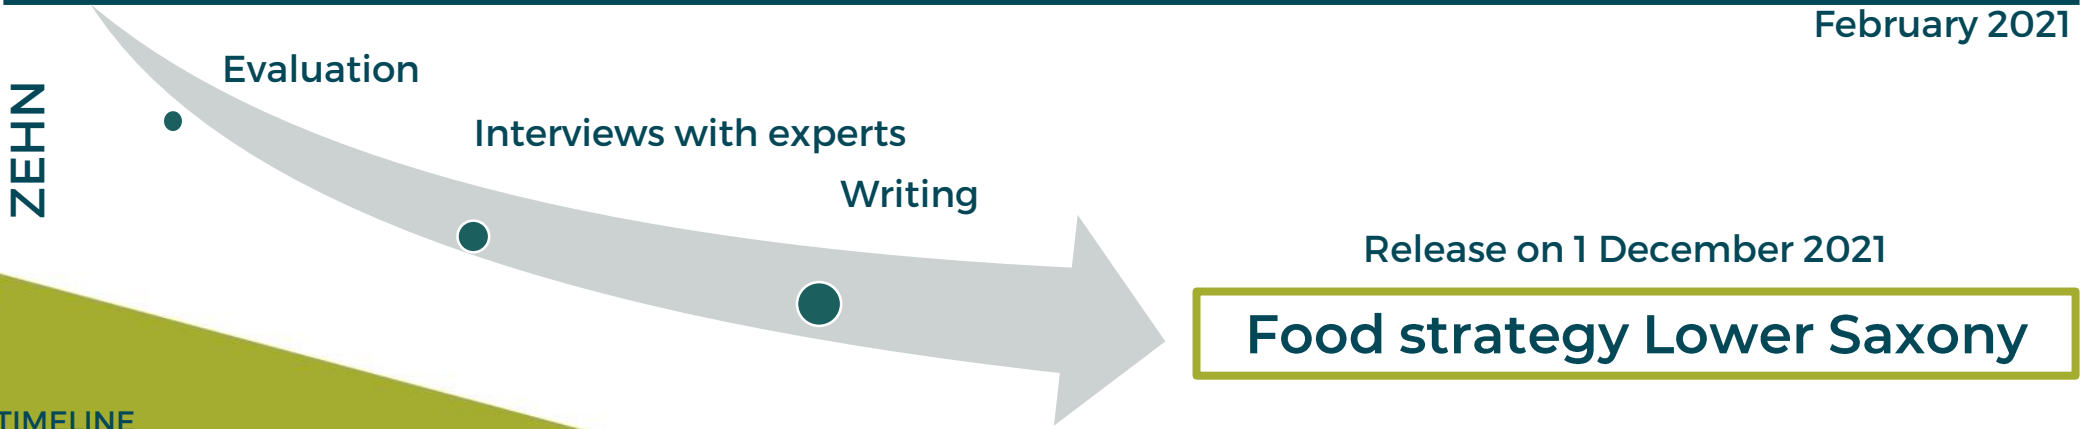 February 2021
ZEHN
Evaluation
Interviews with experts
Writing
Release on 1 December 2021
Food strategy Lower Saxony
TIMELINE